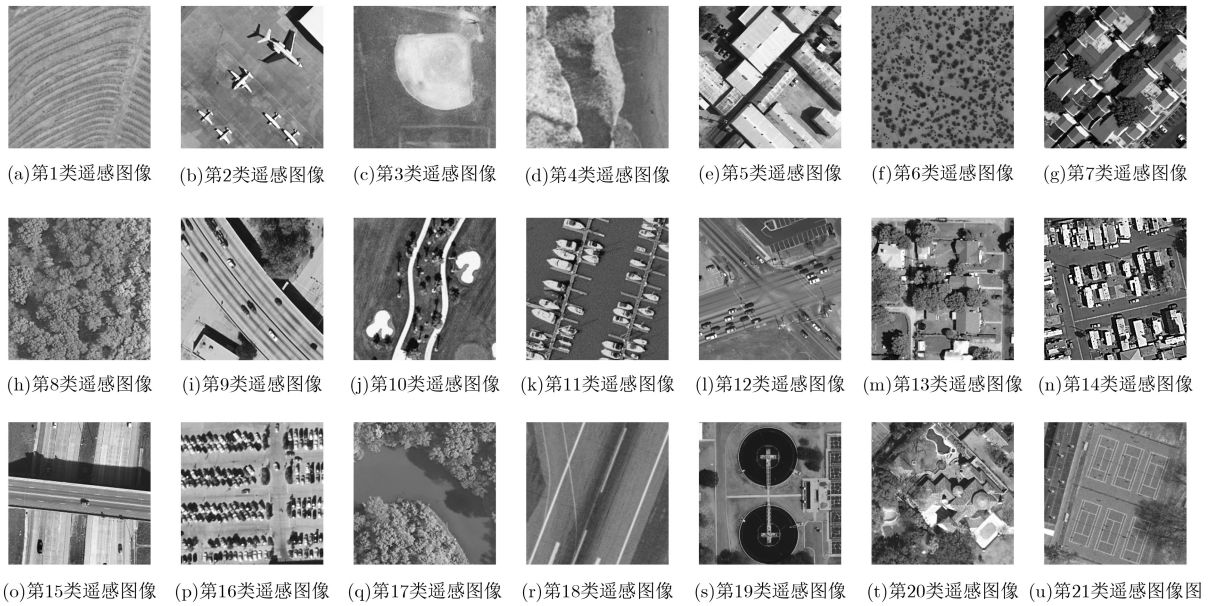 (a)第1类遥感图像 (b)第2类遥感图像 (c)第3类遥感图像 (d)第4类遥感图像 (e)第5类遥感图像 (f)第6类遥感图像 (g)第7类遥感图像
(h)第8类遥感图像 (i)第9类遥感图像 (j)第10类遥感图像 (k)第11类遥感图像 (l)第12类遥感图像 (m)第13类遥感图像 (n)第14类遥感图像
(o)第15类遥感图像 (p)第16类遥感图像 (q)第17类遥感图像 (r)第18类遥感图像 (s)第19类遥感图像 (t)第20类遥感图像 (u)第21类遥感图像图